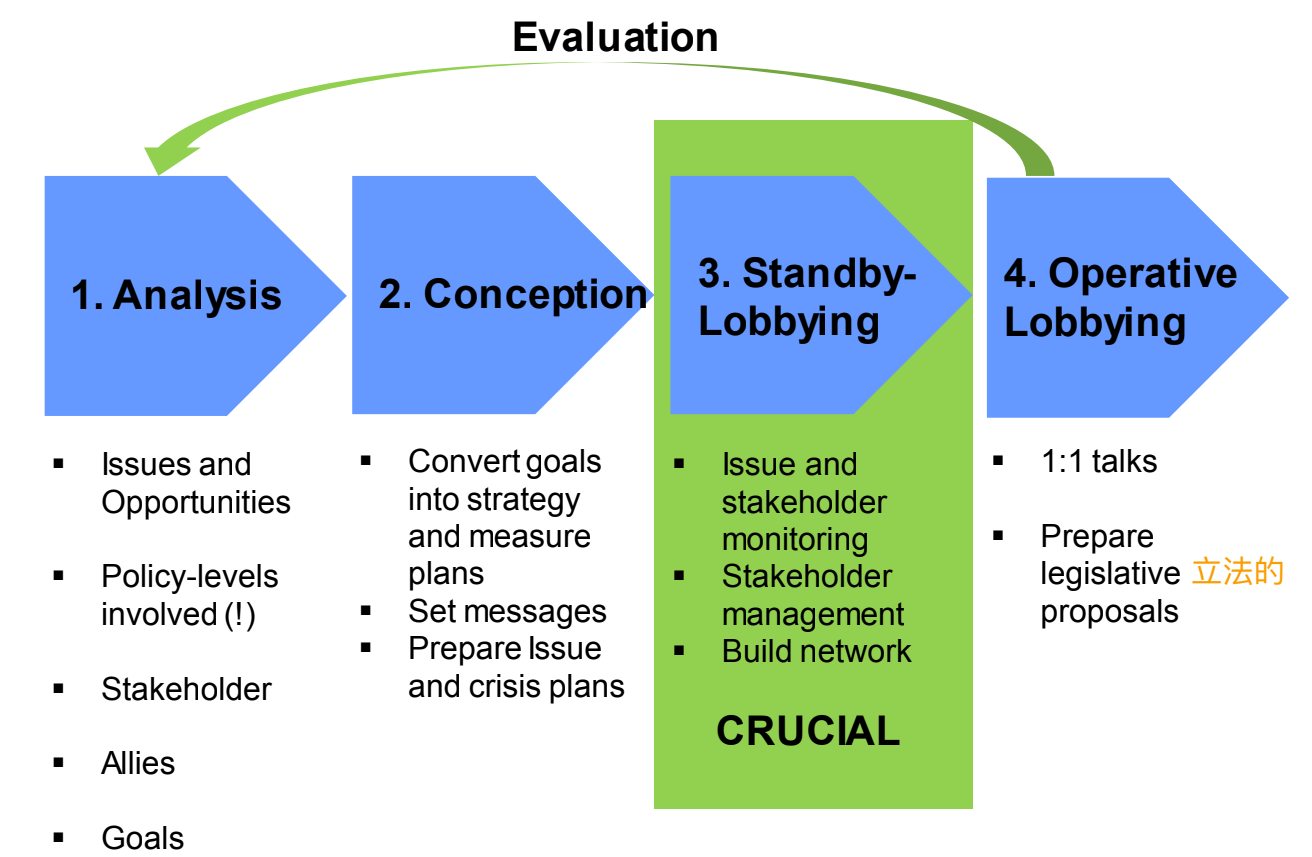 Evaluation
1. Analysis
2. Conception
3. Standby-
Lobbying
4. Operative
Lobbying
▪ Issues and
Opportunities
▪ Policy-levels
involved (!)
▪ Stakeholder
▪ Allies
▪ Goals
▪ Convert goals
into strategy
and measure
plans
▪ Set messages
▪ Prepare Issue
and crisis plans
▪ Issue and
stakeholder
monitoring
▪ Stakeholder
management
▪ Build network
CRUCIAL
▪ 1:1 talks
▪ Prepare
legislative 立法的
proposals